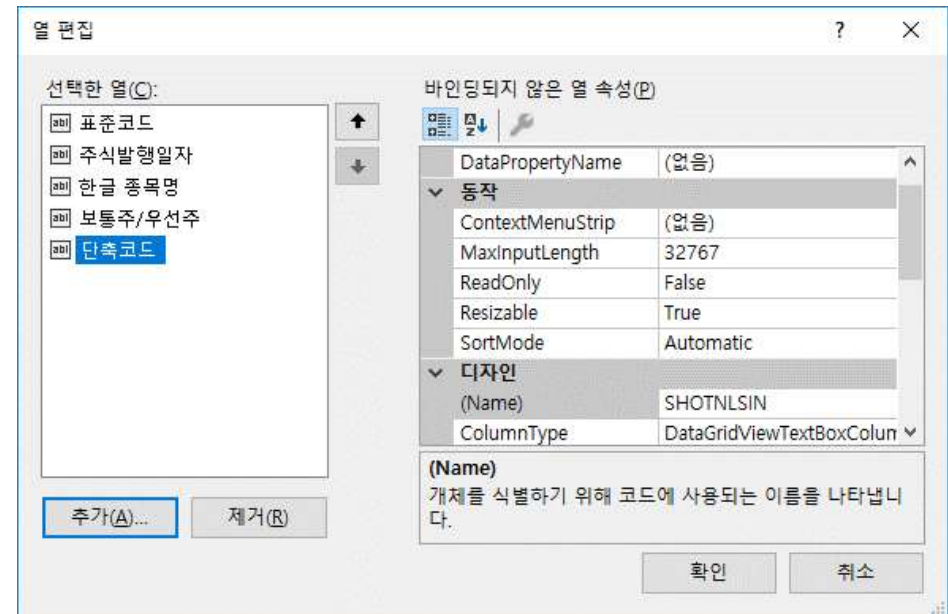 열 편집
?
선택한 열(C):
표준코드
주식발행일자
한글 종목명
보통주/우선주
단축코드
추가(A)...
제거(R)
바인딩되지 않은 열 속성(P)
DataPropertyName (없음)
동작
ContextMenuStrip (없음)
MaxInputLength 32767
ReadOnly False
Resizable True
SortMode Automatic
디자인
(Name) SHOTNLSIN
ColumnType DataGridViewTextBoxColum
(Name)
개체를 식별하기 위해 코드에 사용되는 이름을 나타냅니
다.
확인
취소